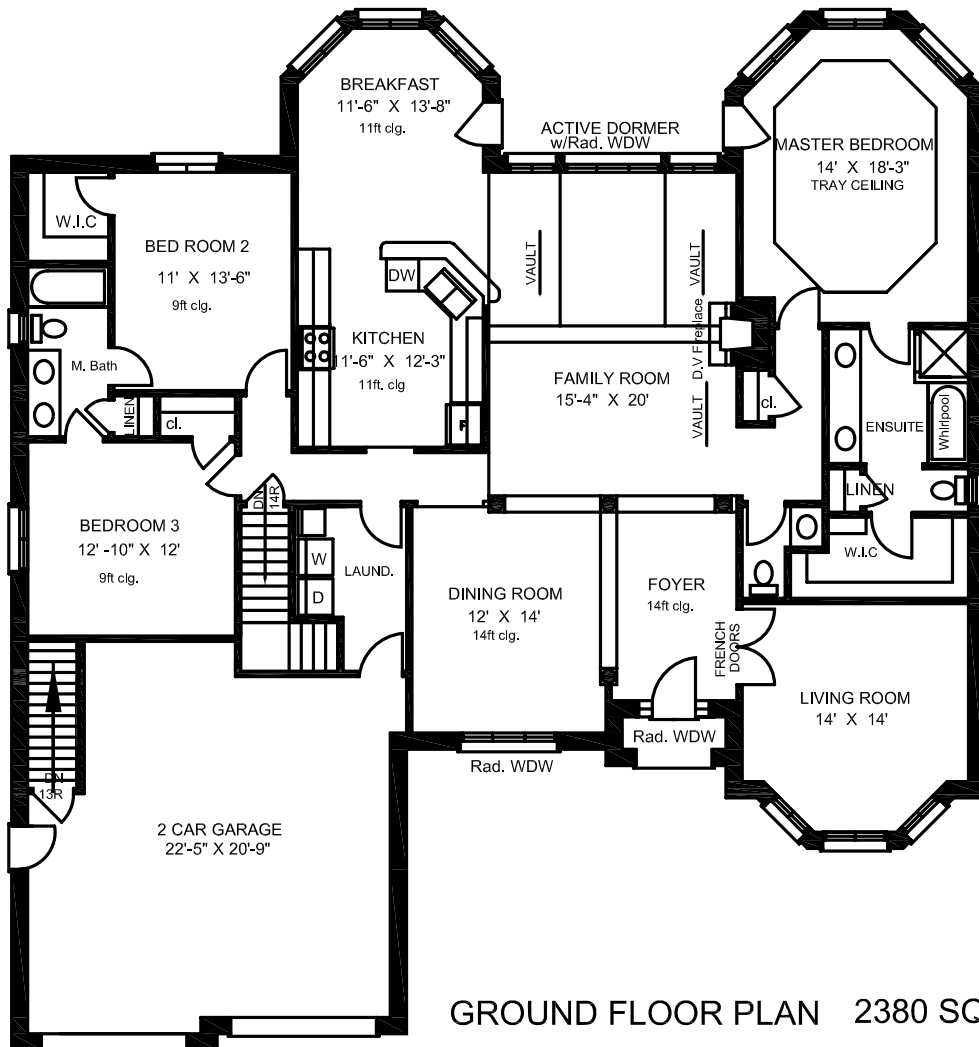 BREAKFAST
11'-6" X 13'-8"
11ft clg.
ACTIVE DORMER
w/Rad. WDW
MASTER BEDROOM
14' X 18'-3"
TRAY CEILING
W.I.C
BED ROOM 2
11' X 13'-6"
9ft clg.
VAULT
VAULT
DW
KITCHEN
11'-6" X 12'-3"
11ft. clg
D.V Fireplace
M. Bath
FAMILY ROOM
15'-4" X 20'
VAULT
cl.
LINEN
cl.
F
ENSUITE
Whirlpool
LINEN
BEDROOM 3
12' -10" X 12'
9ft clg.
DN
14R
W
D
LAUND.
DINING ROOM
12' X 14'
14ft clg.
FOYER
14ft clg.
W.I.C
FRENCH
DOORS
LIVING ROOM
14' X 14'
Rad. WDW
Rad. WDW
DN
13R
2 CAR GARAGE
22'-5" X 20'-9"
GROUND FLOOR PLAN 2380 SQ